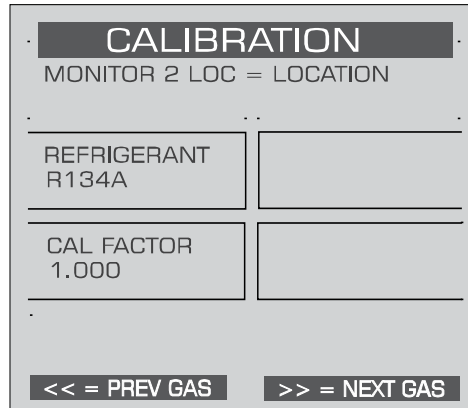 CALIBRATION
MONITOR 2 LOC = LOCATION
REFRIGERANT
R134A
CAL FACTOR
1.000
<< = PREV GAS >> = NEXT GAS